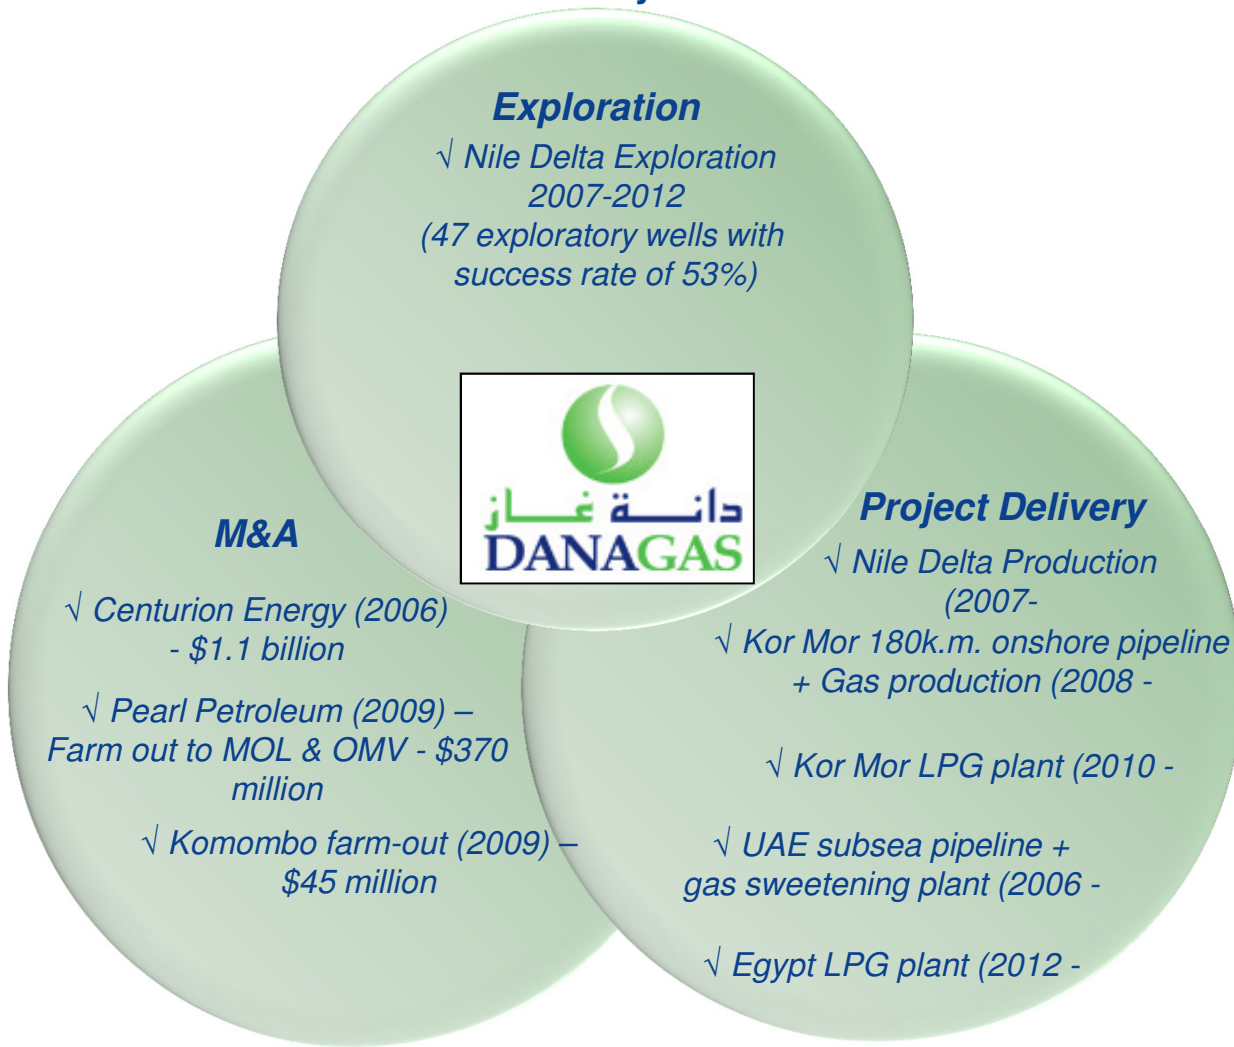 Exploration
√ Nile Delta Exploration
2007-2012
(47 exploratory wells with
success rate of 53%)
دانة غاز
DANAGAS
M&A
√ Centurion Energy (2006)
- $1.1 billion
√ Pearl Petroleum (2009) –
Farm out to MOL & OMV - $370
million
√ Komombo farm-out (2009) –
$45 million
Project Delivery
√ Nile Delta Production
(2007-
√ Kor Mor 180k.m. onshore pipeline
+ Gas production (2008 -
√ Kor Mor LPG plant (2010 -
√ UAE subsea pipeline +
gas sweetening plant (2006 -
√ Egypt LPG plant (2012 -